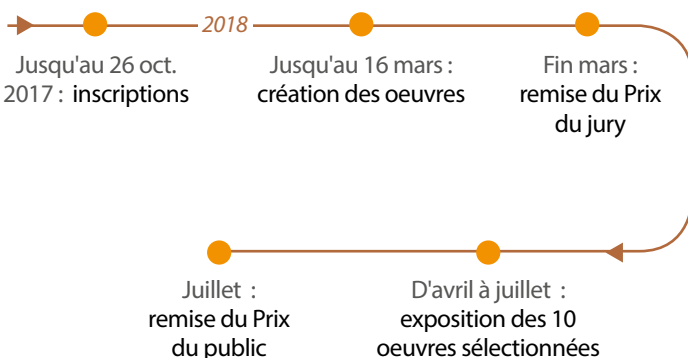 2018
Jusqu'au 26 oct.
2017 : inscriptions
Jusqu'au 16 mars :
création des oeuvres
Fin mars :
remise du Prix
du jury
D'avril à juillet :
exposition des 10
oeuvres sélectionnées
Juillet :
remise du Prix
du public